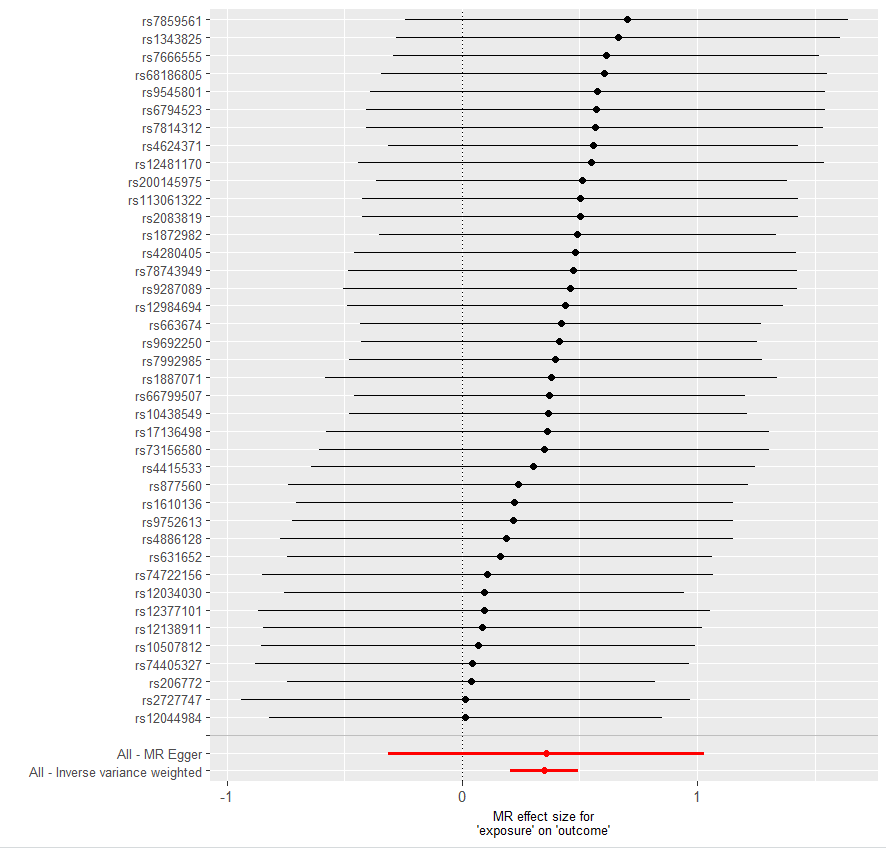 rs7859561
rs1343825
rs7666555
rs68186805
rs9545801
rs6794523
rs7814312
rs4624371
rs12481170
rs200145975
rs113061322
rs2083819
rs1872982
rs4280405
rs78743949
rs9287089
rs12984694
rs663674
rs9692250
rs7992985
rs1887071
rs66799507
rs10438549
rs17136498
rs73156580
rs4415533
rs877560
rs1610136
rs9752613
rs4886128
rs631652
rs74722156
rs12034030
rs12377101
rs12138911
rs10507812
rs74405327
rs206772
rs2727747
rs12044984
All - MR Egger
All - Inverse variance weighted
-1 0 1
MR effect size for
'exposure' on 'outcome'